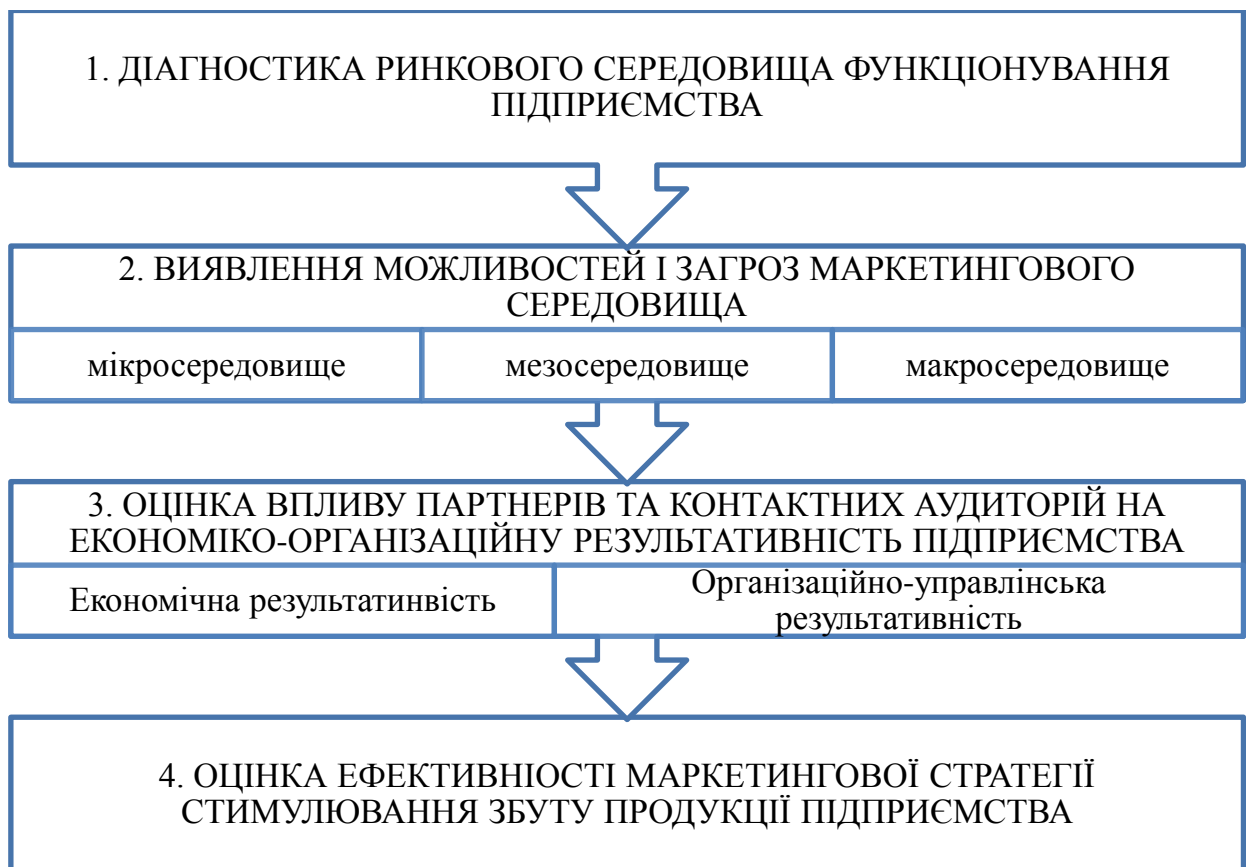 1. ДІАГНОСТИКА РИНКОВОГО СЕРЕДОВИЩА ФУНКЦІОНУВАННЯ
ПІДПРИЄМСТВА
2. ВИЯВЛЕННЯ МОЖЛИВОСТЕЙ І ЗАГРОЗ МАРКЕТИНГОВОГО
СЕРЕДОВИЩА
мікросередовище
мезосередовище
макросередовище
3. ОЦІНКА ВПЛИВУ ПАРТНЕРІВ ТА КОНТАКТНИХ АУДИТОРІЙ НА
ЕКОНОМІКО-ОРГАНІЗАЦІЙНУ РЕЗУЛЬТАТИВНІСТЬ ПІДПРИЄМСТВА
Економічна результатинвість
Організаційно-управлінська
результативність
4. ОЦІНКА ЕФЕКТИВНІОСТІ МАРКЕТИНГОВОЇ СТРАТЕГІЇ
СТИМУЛЮВАННЯ ЗБУТУ ПРОДУКЦІЇ ПІДПРИЄМСТВА